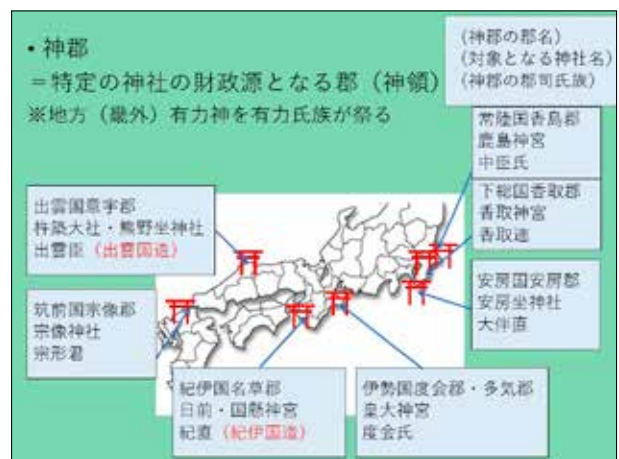 ・神郡
＝特定の神社の財政源となる郡（神領）
※地方（畿外）有力神を有力氏族が祭る
(神郡の郡名)
(対象となる神社名)
(神郡の郡司氏族)
常陸国香島郡
鹿島神宮
中臣氏
下総国香取郡
香取神宮
香取連
安房国安房郡
安房坐神社
大伴直
出雲国意宇郡
杵築大社・熊野坐神社
出雲臣（出雲国造）
筑前国宗像郡
宗像神社
宗形君
紀伊国名草郡
日前・国懸神宮
紀直（紀伊国造）
伊勢国度会郡・多気郡
皇大神宮
度会氏